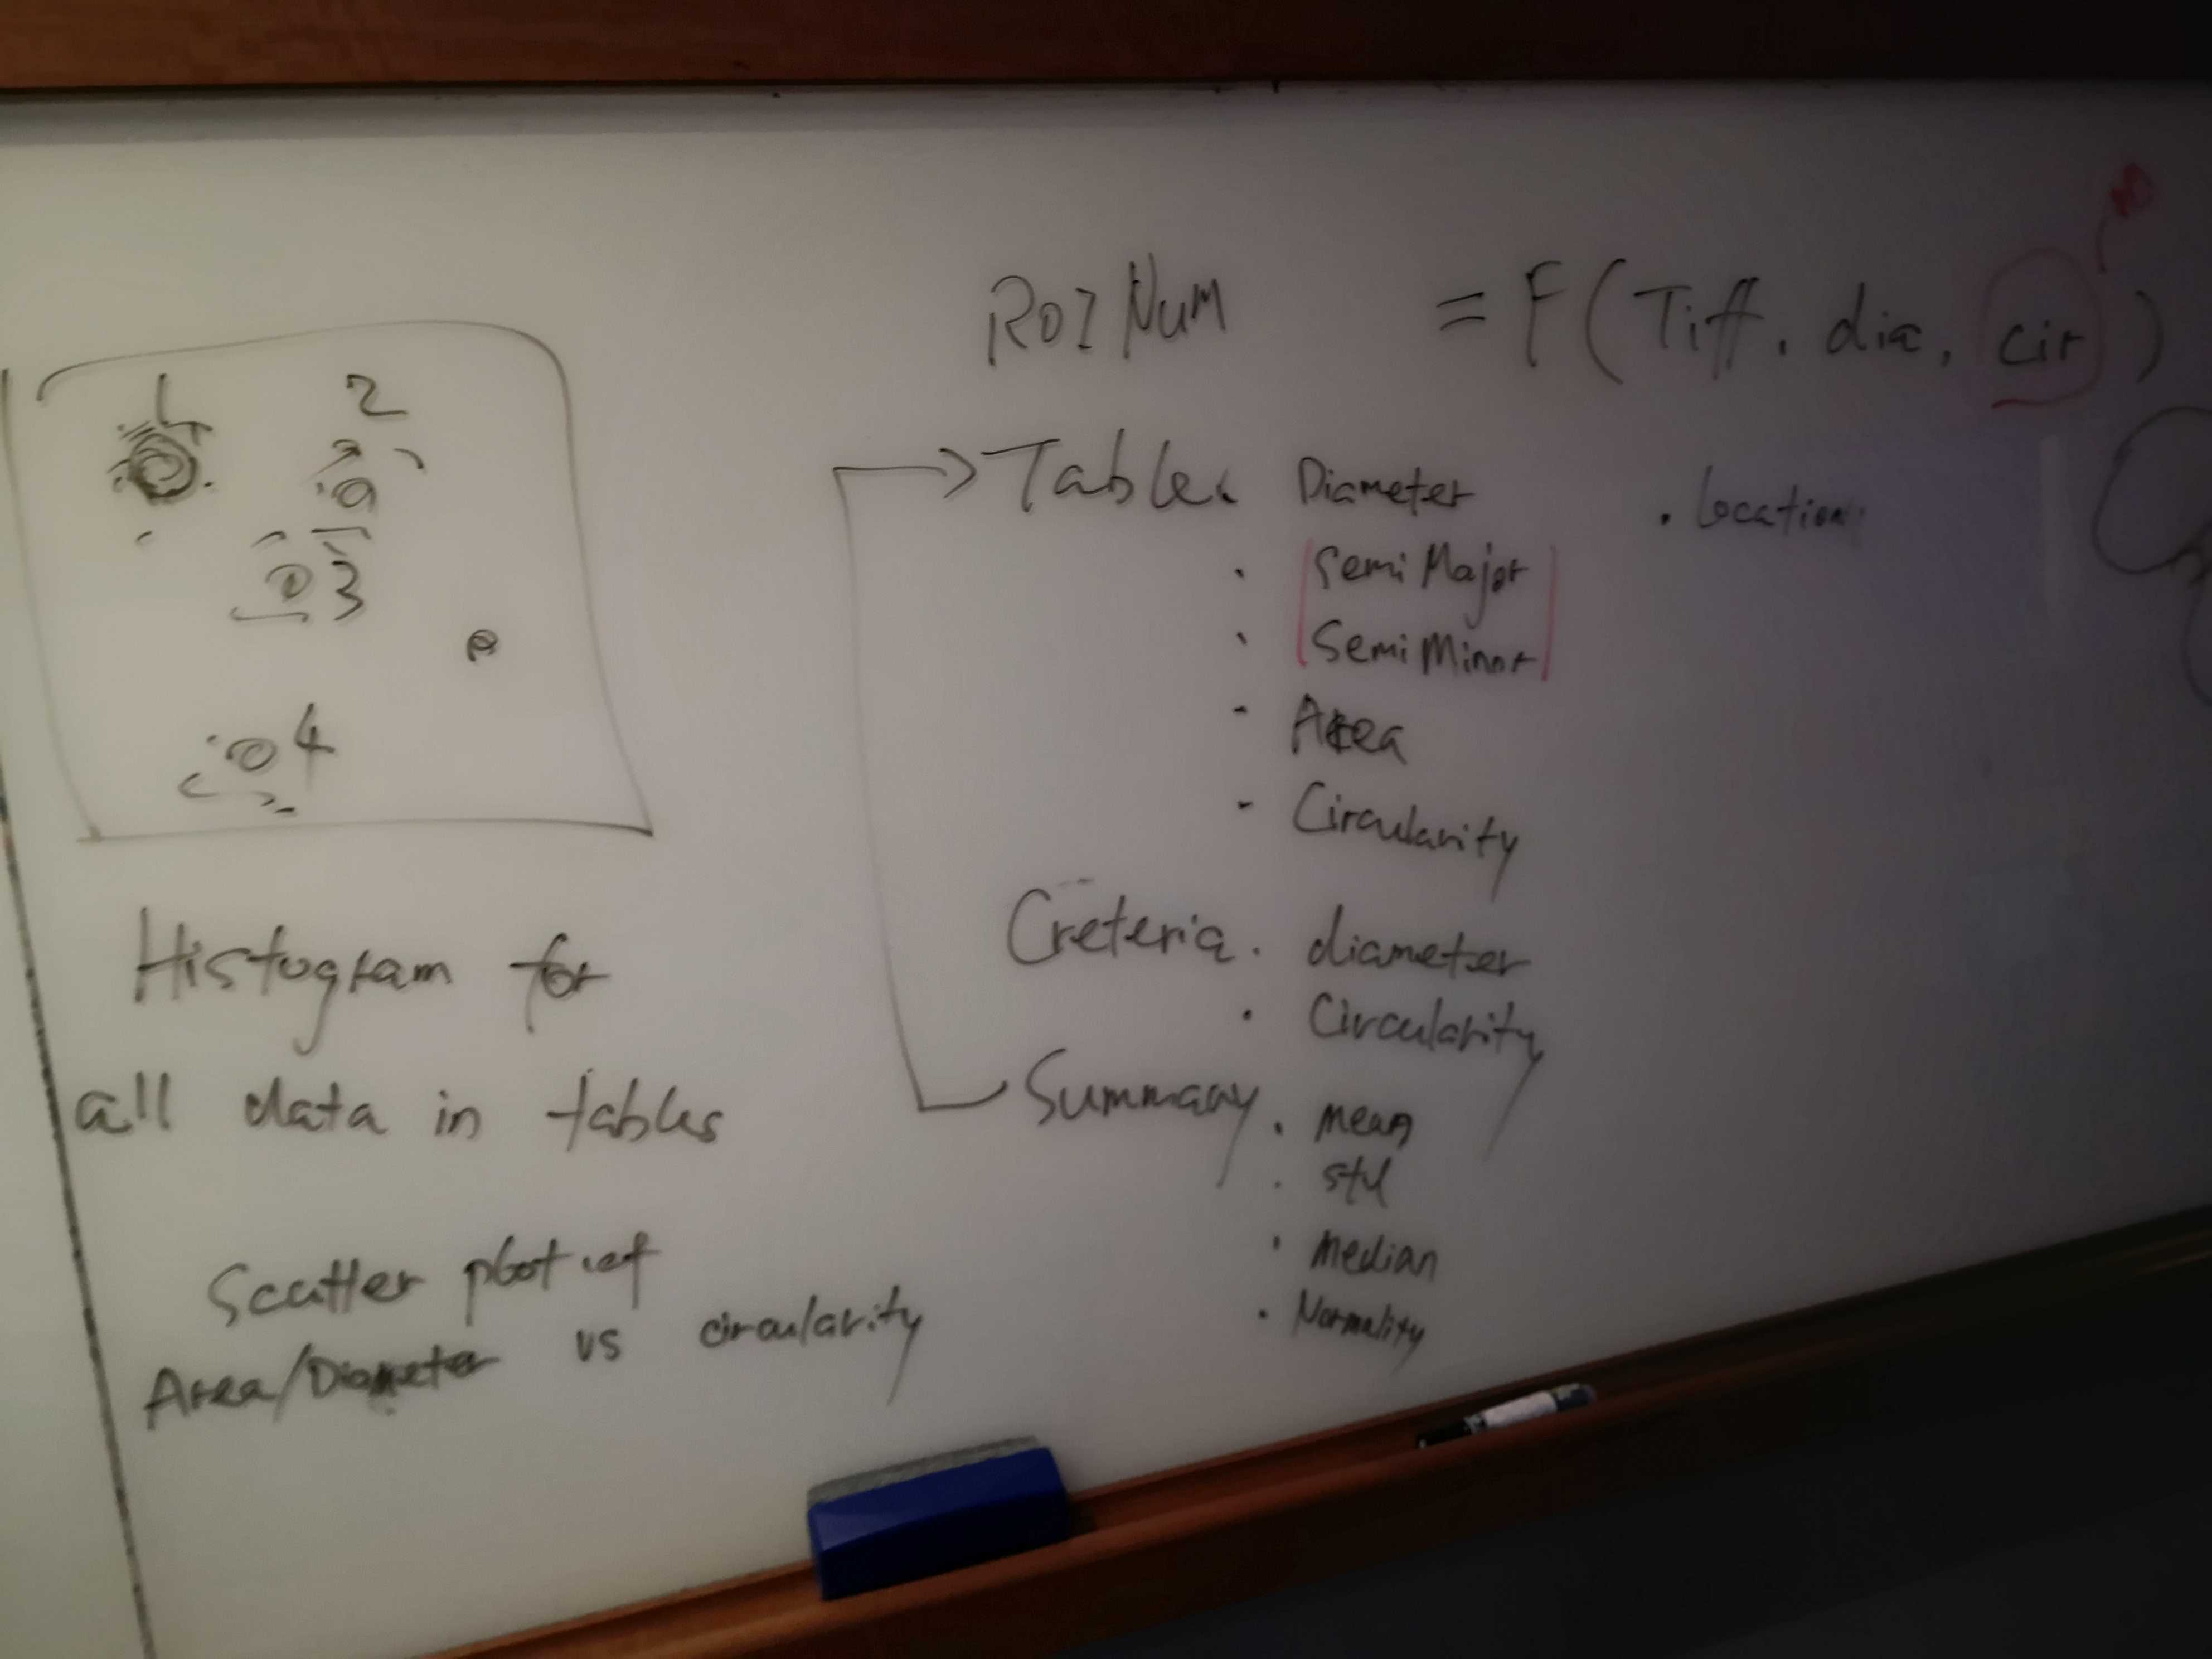 1 2
3
4
Histogram for
all data in tables
Scatter plot of
Area/Diameter vs circularity
ROI Num = F(Tiff, dia, cir)
Table. Diameter . location
. Semi Major
. Semi Minor
- Area
- Circularity
Creteria. diameter
. Circularity
Summary . mean
. std
. Median
. Normality